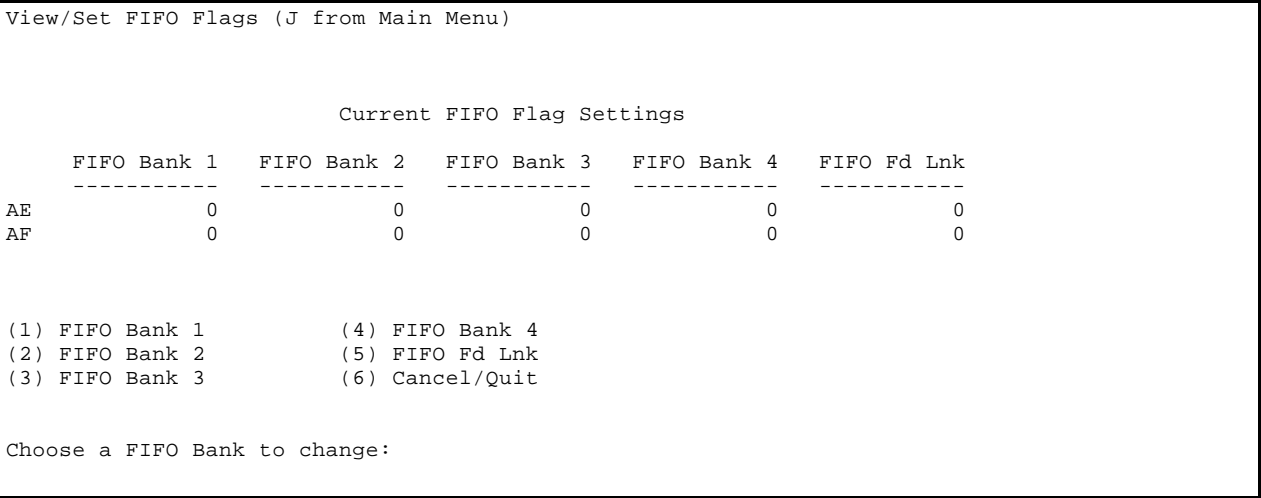 View/Set FIFO Flags (J from Main Menu)
Current FIFO Flag Settings
FIFO Bank 1   FIFO Bank 2   FIFO Bank 3   FIFO Bank 4   FIFO Fd Lnk
-----------   -----------   -----------   -----------   -----------
AE              0              0              0              0              0
AF              0              0              0              0              0
(1) FIFO Bank 1           (4) FIFO Bank 4
(2) FIFO Bank 2           (5) FIFO Fd Lnk
(3) FIFO Bank 3           (6) Cancel/Quit
Choose a FIFO Bank to change: